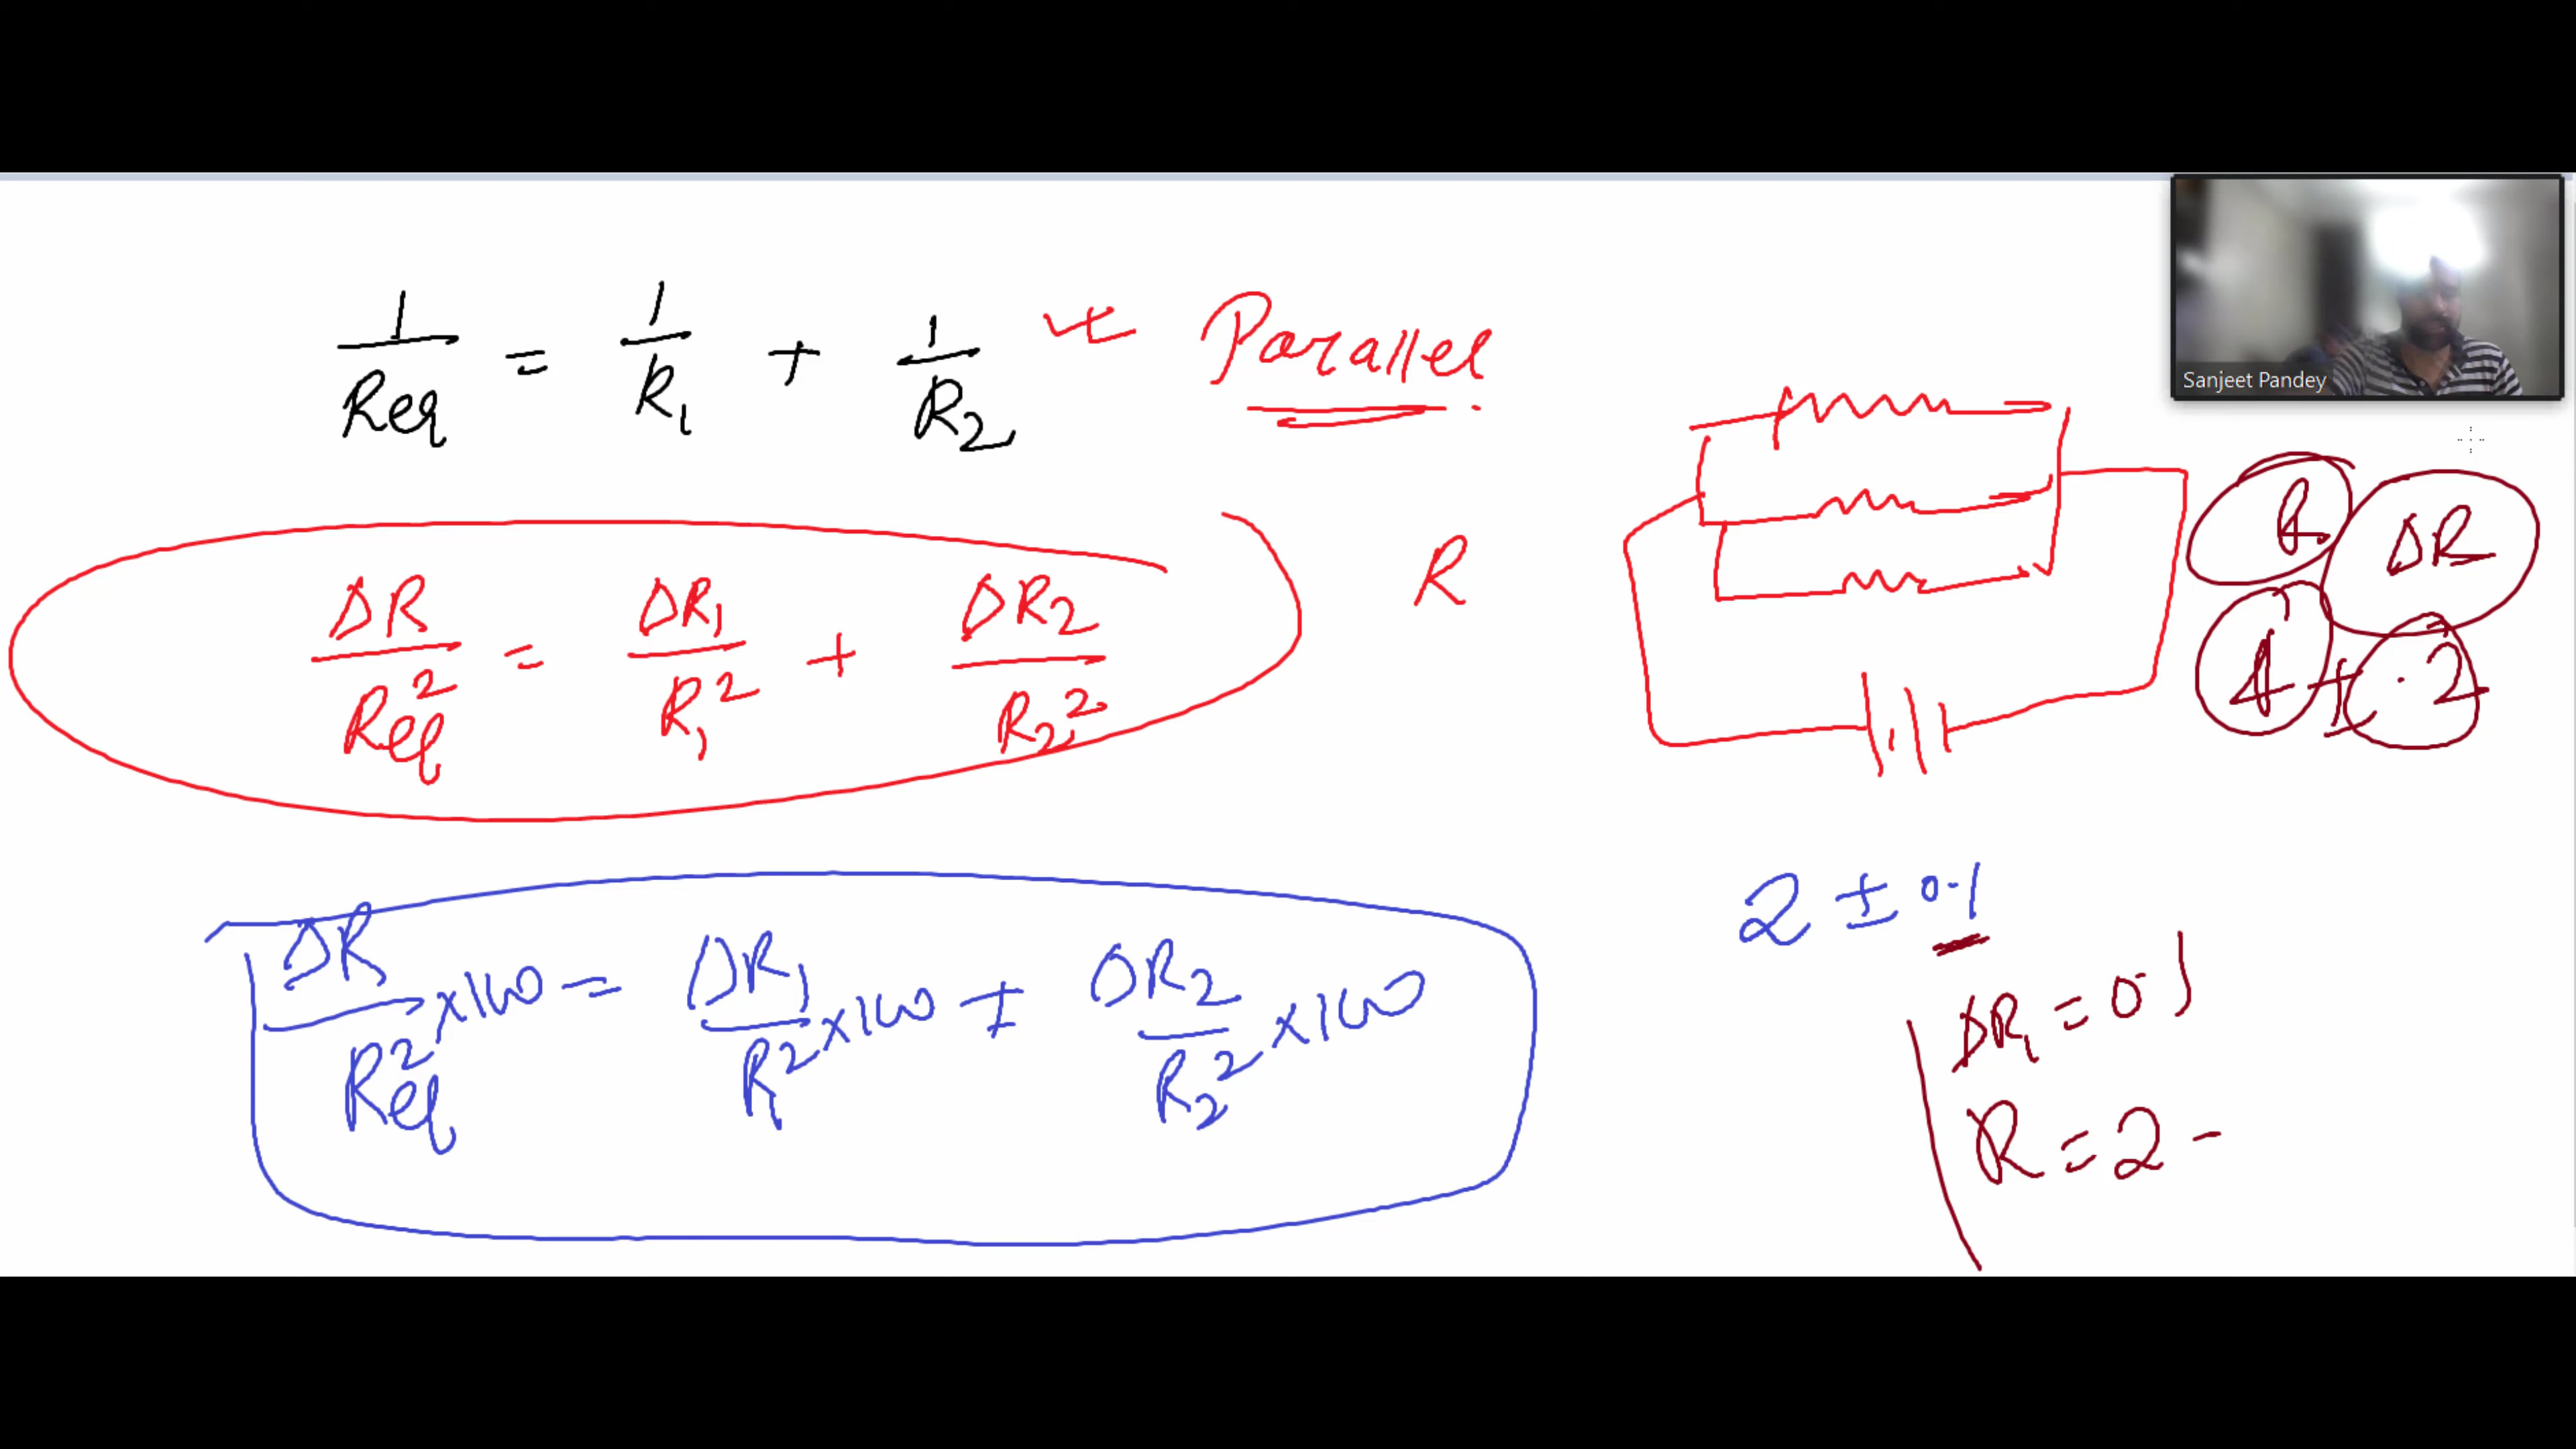 Sanjeet Pandey
1/Req = 1/R₁ + 1/R₂ Parallel
ΔR/Req² = ΔR₁/R₁² + ΔR₂/R₂²
R
R ΔR
4 ± .2
ΔR/R²eq ×100 = ΔR₁/R₁² ×100 + ΔR₂/R₂² ×100
2 ± 0.1
ΔR₁ = 0.1
R = 2 -